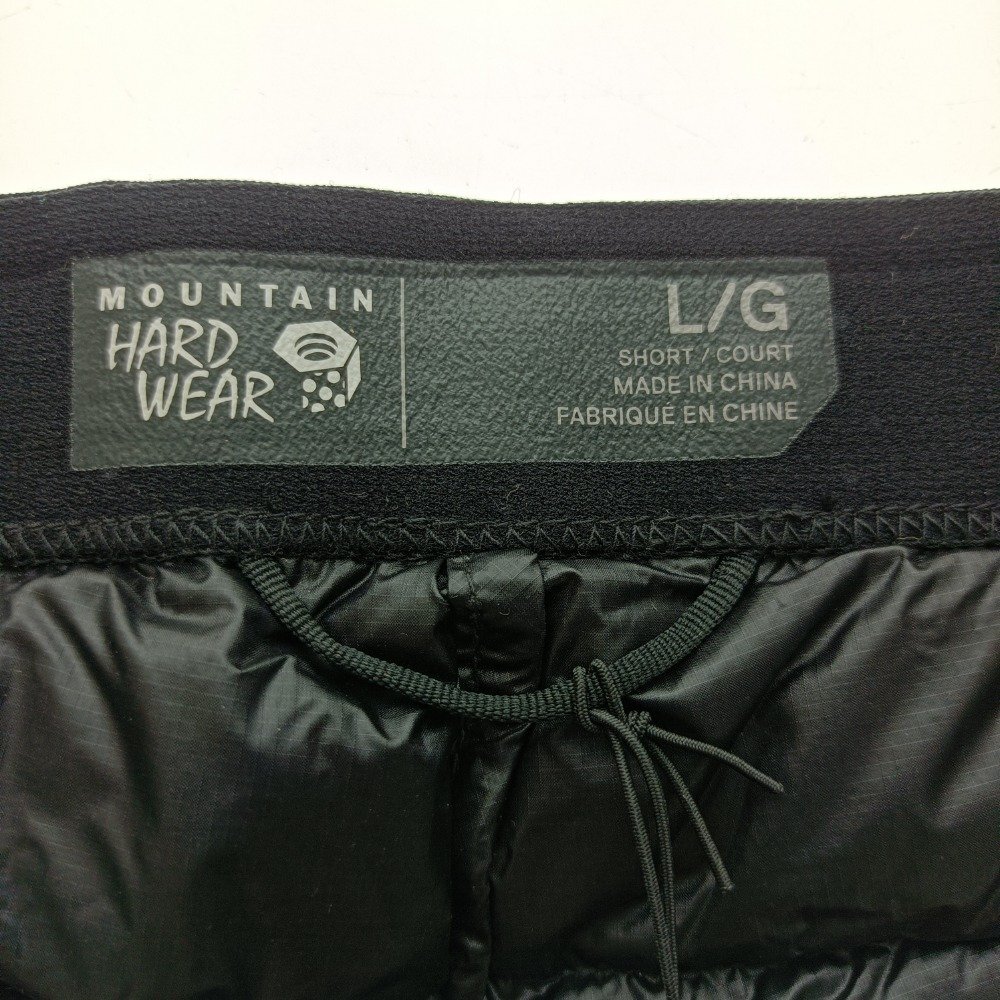 MOUNTAIN
HARD
WEAR
L/G
SHORT / COURT
MADE IN CHINA
FABRIQUÉ EN CHINE